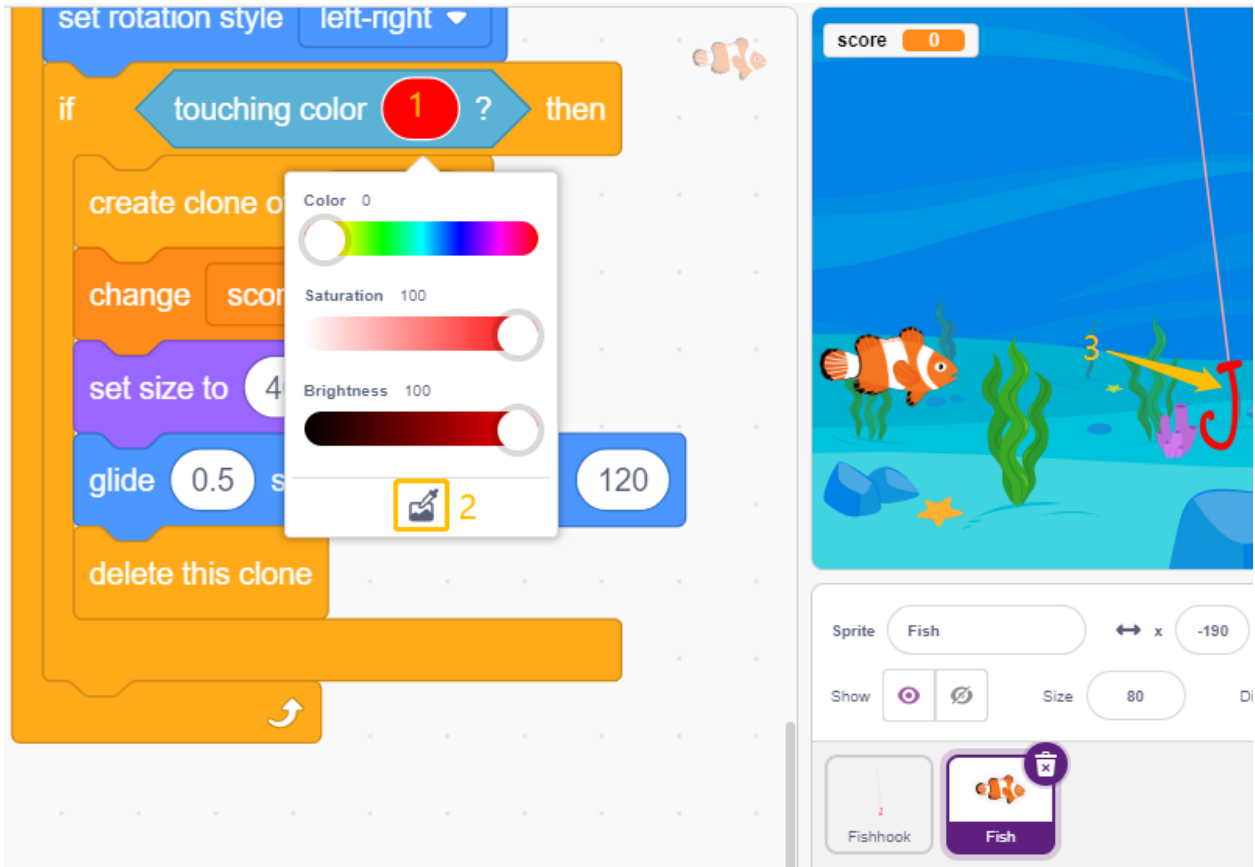 set rotation style left-right
if touching color 1 ? then
create clone o
change scor
set size to 4
glide 0.5 s 120
delete this clone
Color 0
Saturation 100
Brightness 100
2
score 0
3
J
Sprite Fish x -190
Show Size 80 Di
Fishhook Fish